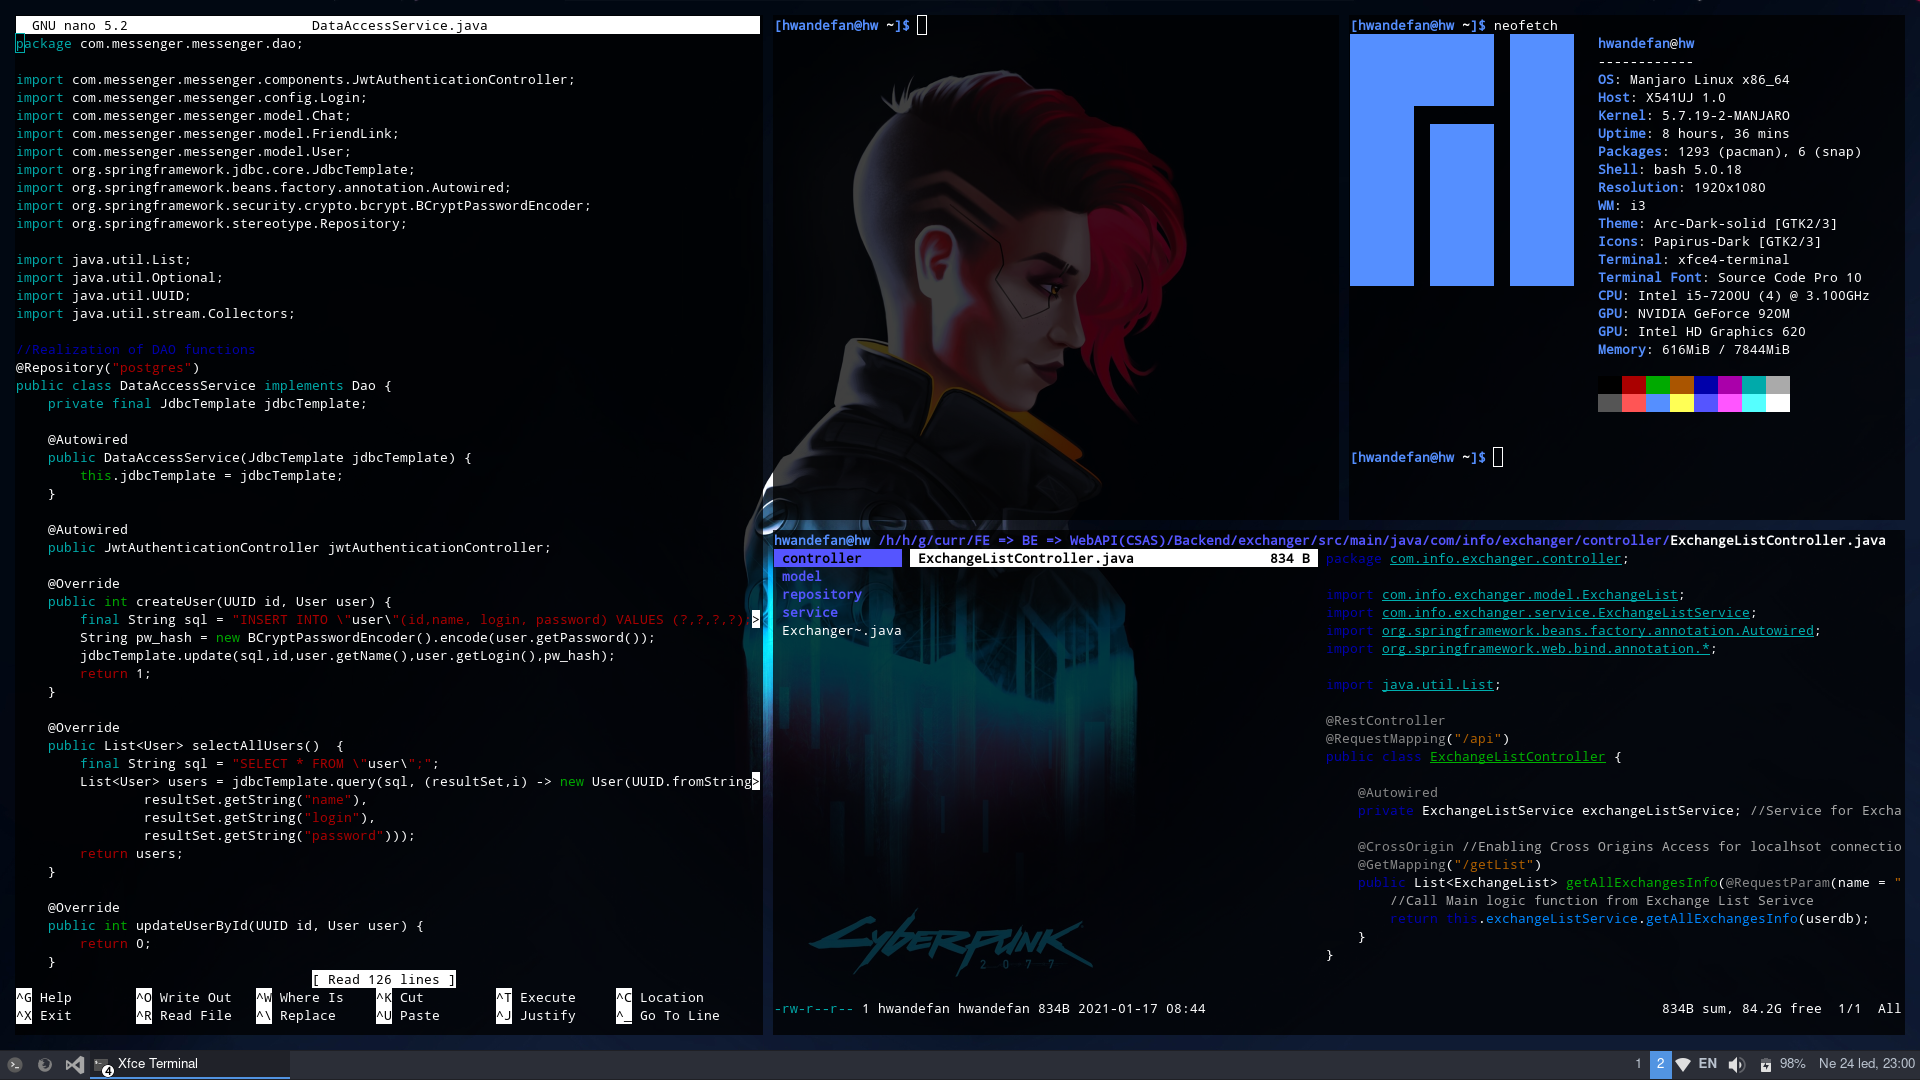 GNU nano 5.2 DataAccessService.java
package com.messenger.messenger.dao;
import com.messenger.messenger.components.JwtAuthenticationController;
import com.messenger.messenger.config.Login;
import com.messenger.messenger.model.Chat;
import com.messenger.messenger.model.FriendLink;
import com.messenger.messenger.model.User;
import org.springframework.jdbc.core.JdbcTemplate;
import org.springframework.beans.factory.annotation.Autowired;
import org.springframework.security.crypto.bcrypt.BCryptPasswordEncoder;
import org.springframework.stereotype.Repository;
import java.util.List;
import java.util.Optional;
import java.util.UUID;
import java.util.stream.Collectors;
//Realization of DAO functions
@Repository("postgres")
public class DataAccessService implements Dao {
    private final JdbcTemplate jdbcTemplate;
    @Autowired
    public DataAccessService(JdbcTemplate jdbcTemplate) {
        this.jdbcTemplate = jdbcTemplate;
    }
    @Autowired
    public JwtAuthenticationController jwtAuthenticationController;
    @Override
    public int createUser(UUID id, User user) {
        final String sql = "INSERT INTO \"user\"(id,name, login, password) VALUES (?,?,?,?)>
        String pw_hash = new BCryptPasswordEncoder().encode(user.getPassword());
        jdbcTemplate.update(sql,id,user.getName(),user.getLogin(),pw_hash);
        return 1;
    }
    @Override
    public List<User> selectAllUsers()  {
        final String sql = "SELECT * FROM \"user\";";
        List<User> users = jdbcTemplate.query(sql, (resultSet,i) -> new User(UUID.fromString>
                resultSet.getString("name"),
                resultSet.getString("login"),
                resultSet.getString("password")));
        return users;
    }
    @Override
    public int updateUserById(UUID id, User user) {
        return 0;
    }
[ Read 126 lines ]
^G Help ^O Write Out ^W Where Is ^K Cut ^T Execute ^C Location
^X Exit ^R Read File ^\ Replace ^U Paste ^J Justify ^_ Go To Line
[hwandefan@hw ~]$
[hwandefan@hw ~]$ neofetch
hwandefan@hw
------------
OS: Manjaro Linux x86_64
Host: X541UJ 1.0
Kernel: 5.7.19-2-MANJARO
Uptime: 8 hours, 36 mins
Packages: 1293 (pacman), 6 (snap)
Shell: bash 5.0.18
Resolution: 1920x1080
WM: i3
Theme: Arc-Dark-solid [GTK2/3]
Icons: Papirus-Dark [GTK2/3]
Terminal: xfce4-terminal
Terminal Font: Source Code Pro 10
CPU: Intel i5-7200U (4) @ 3.100GHz
GPU: NVIDIA GeForce 920M
GPU: Intel HD Graphics 620
Memory: 616MiB / 7844MiB
[hwandefan@hw ~]$
hwandefan@hw /h/h/g/curr/FE => BE => WebAPI(CSAS)/Backend/exchanger/src/main/java/com/info/exchanger/controller/ExchangeListController.java
controller
model
repository
service
Exchanger~.java
ExchangeListController.java 834 B
package com.info.exchanger.controller;
import com.info.exchanger.model.ExchangeList;
import com.info.exchanger.service.ExchangeListService;
import org.springframework.beans.factory.annotation.Autowired;
import org.springframework.web.bind.annotation.*;
import java.util.List;
@RestController
@RequestMapping("/api")
public class ExchangeListController {
    @Autowired
    private ExchangeListService exchangeListService; //Service for Excha
    @CrossOrigin //Enabling Cross Origins Access for localhsot connectio
    @GetMapping("/getList")
    public List<ExchangeList> getAllExchangesInfo(@RequestParam(name = "
        //Call Main logic function from Exchange List Serivce
        return this.exchangeListService.getAllExchangesInfo(userdb);
    }
}
CYBERPUNK
2077
-rw-r--r-- 1 hwandefan hwandefan 834B 2021-01-17 08:44 834B sum, 84.2G free 1/1 All
4 Xfce Terminal 1 2 EN 98% Ne 24 led, 23:00